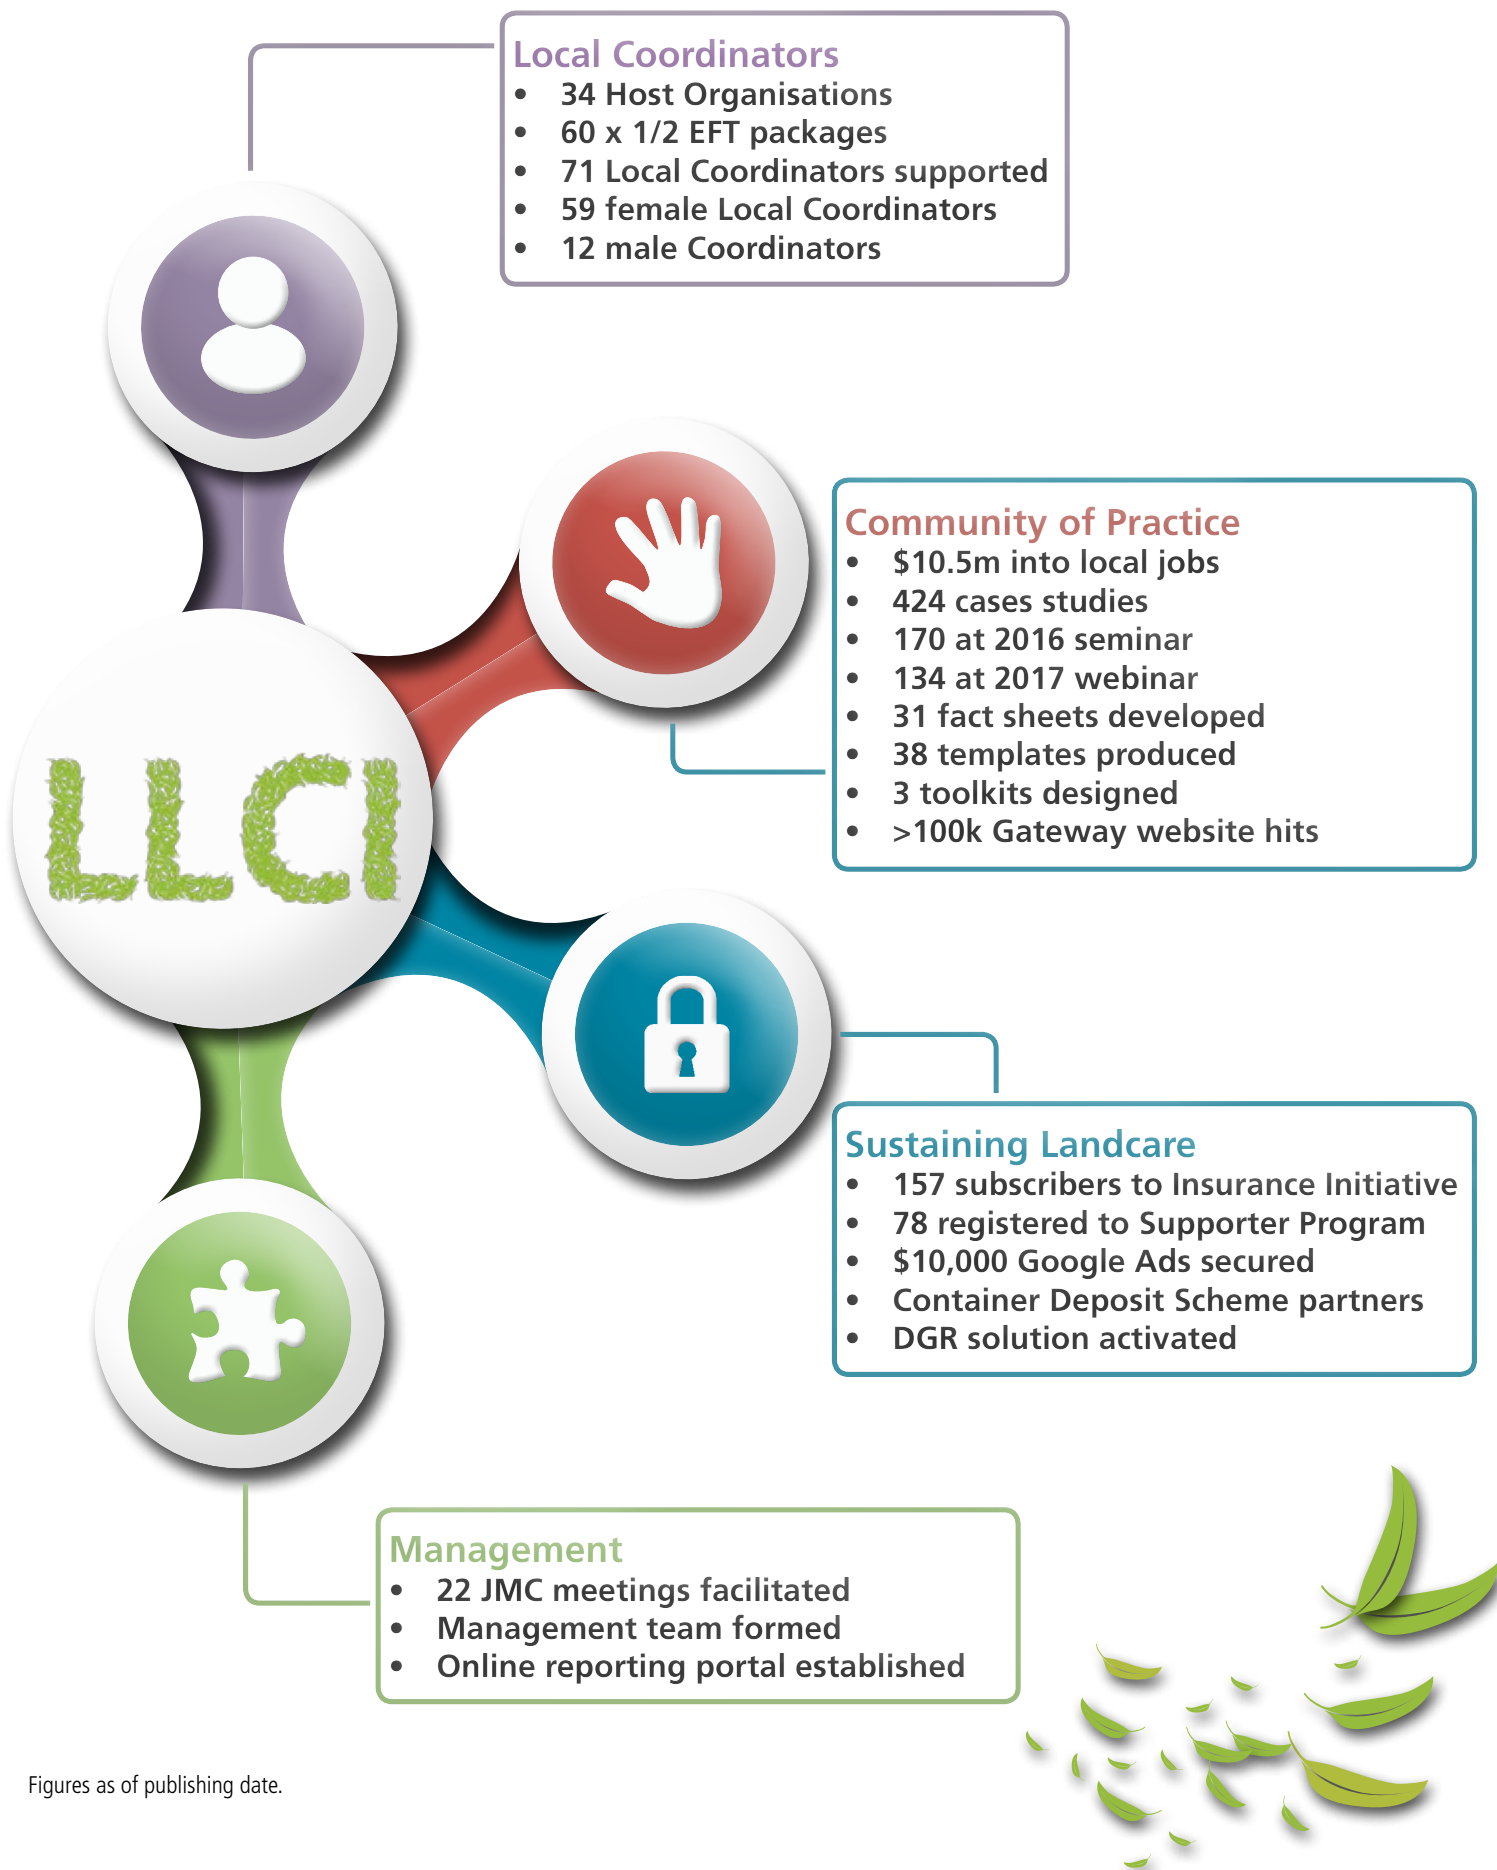 Local Coordinators
• 34 Host Organisations
• 60 x 1/2 EFT packages
• 71 Local Coordinators supported
• 59 female Local Coordinators
• 12 male Coordinators
Community of Practice
• $10.5m into local jobs
• 424 cases studies
• 170 at 2016 seminar
• 134 at 2017 webinar
• 31 fact sheets developed
• 38 templates produced
• 3 toolkits designed
• >100k Gateway website hits
LLCI
Sustaining Landcare
• 157 subscribers to Insurance Initiative
• 78 registered to Supporter Program
• $10,000 Google Ads secured
• Container Deposit Scheme partners
• DGR solution activated
Management
• 22 JMC meetings facilitated
• Management team formed
• Online reporting portal established
Figures as of publishing date.